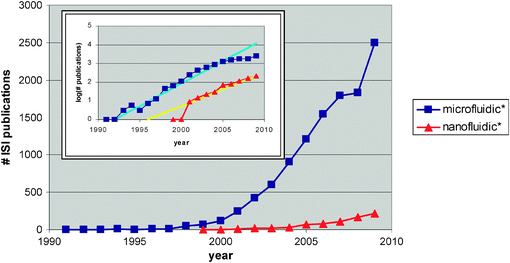 3000
2500
2000
1500
1000
500
0
# ISI publications
1990 1995 2000 2005 2010
year
5
4
3
2
1
0
log(# publications)
1990 1995 2000 2005 2010
year
microfluidic*
nanofluidic*